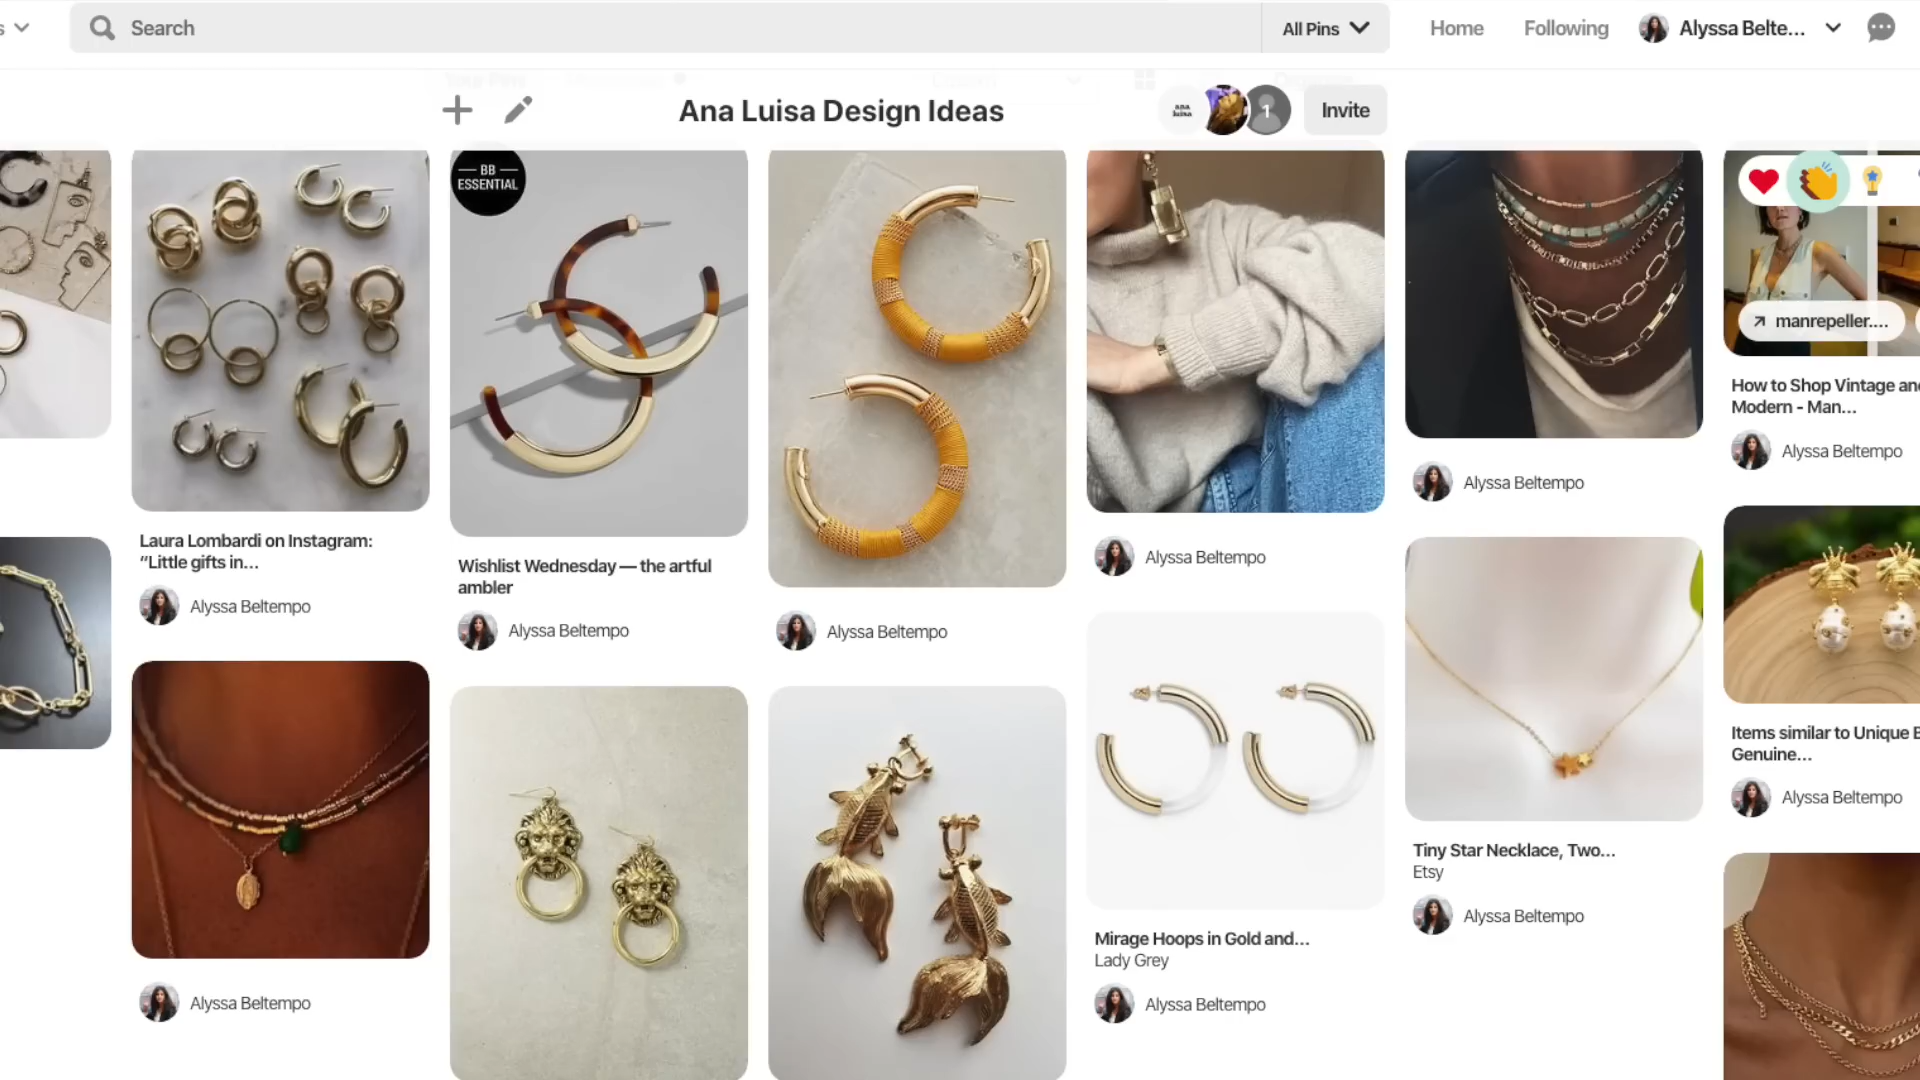 s
Search
All Pins
Home
Following
Alyssa Belte...
Ana Luisa Design Ideas
ana
luisa
1
Invite
BB
ESSENTIAL
manrepeller....
Laura Lombardi on Instagram:
“Little gifts in...
Alyssa Beltempo
Wishlist Wednesday — the artful
ambler
Alyssa Beltempo
Alyssa Beltempo
Alyssa Beltempo
Alyssa Beltempo
How to Shop Vintage and
Modern - Man...
Alyssa Beltempo
Alyssa Beltempo
Mirage Hoops in Gold and...
Lady Grey
Alyssa Beltempo
Tiny Star Necklace, Two...
Etsy
Alyssa Beltempo
Items similar to Unique B
Genuine...
Alyssa Beltempo